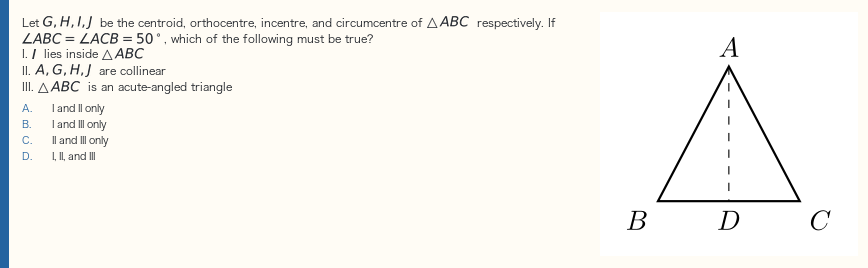 Let G, H, I, J be the centroid, orthocentre, incentre, and circumcentre of △ABC respectively. If
∠ABC = ∠ACB = 50°, which of the following must be true?
I. I lies inside △ABC
II. A, G, H, J are collinear
III. △ABC is an acute-angled triangle
A. I and II only
B. I and III only
C. II and III only
D. I, II, and III
A
B D C